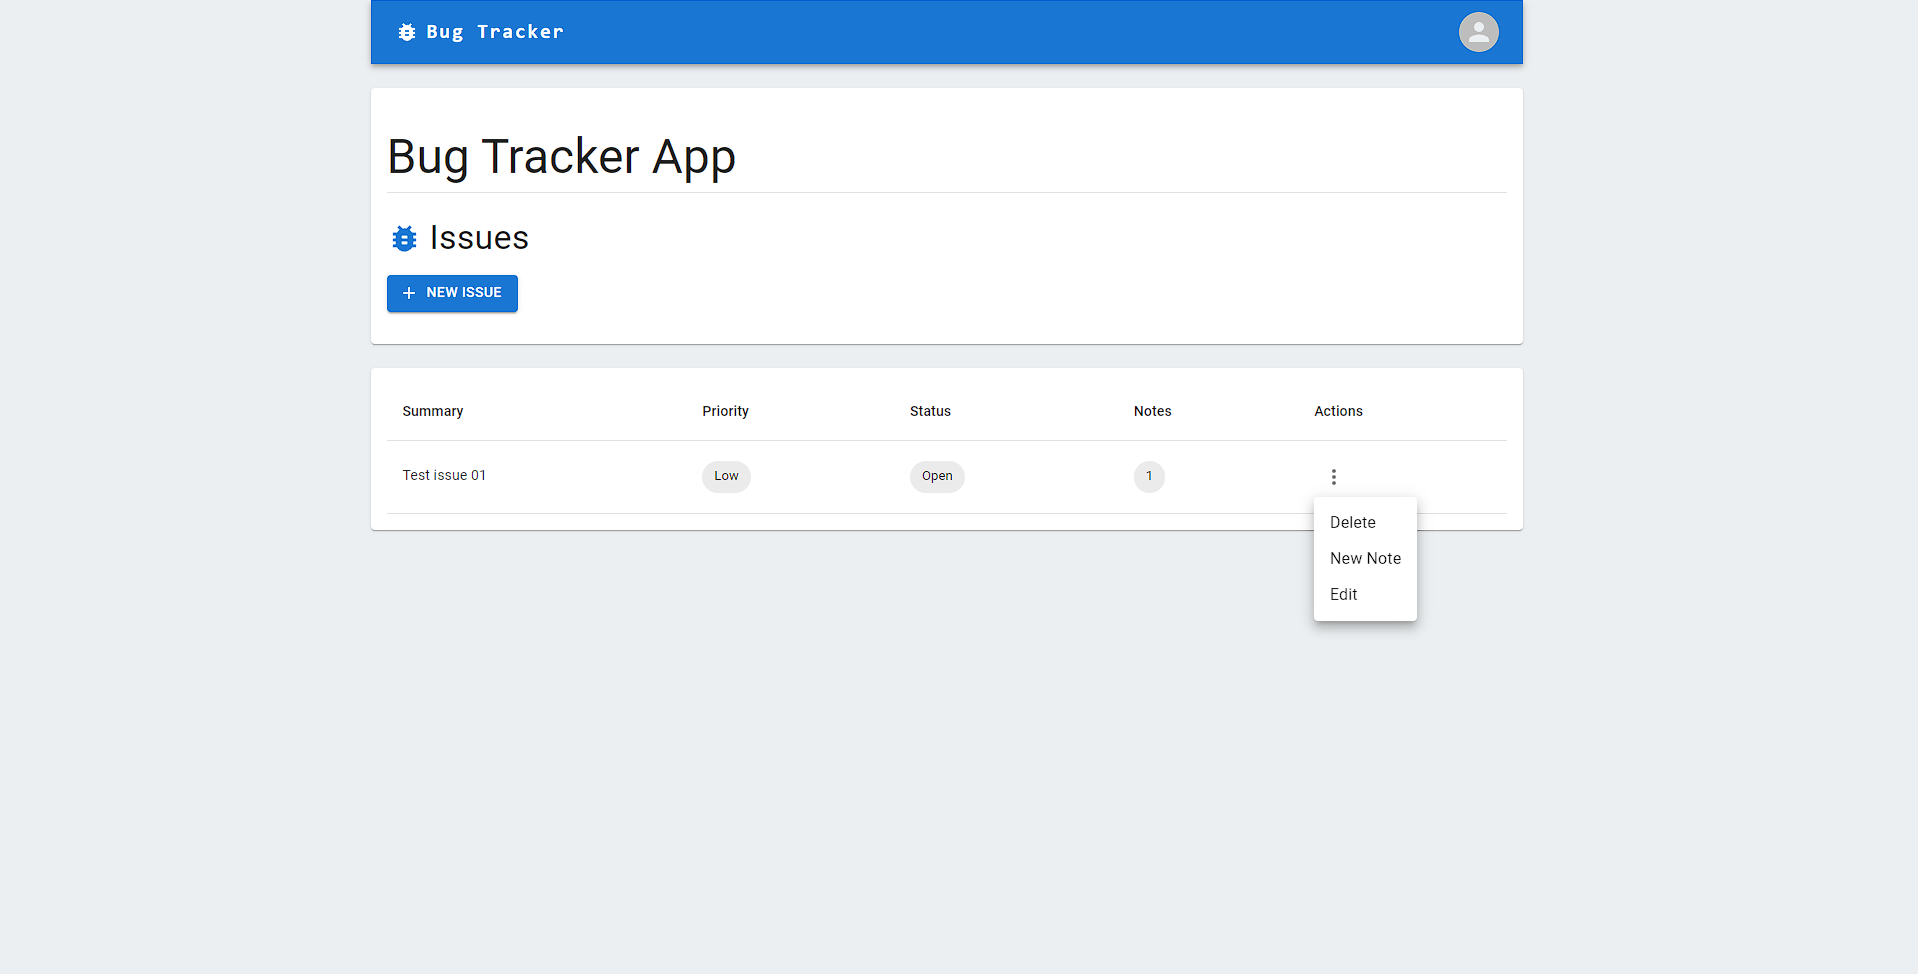 Bug Tracker
Bug Tracker App
Issues
NEW ISSUE
Summary Priority Status Notes Actions
Test issue 01 Low Open 1
Delete
New Note
Edit